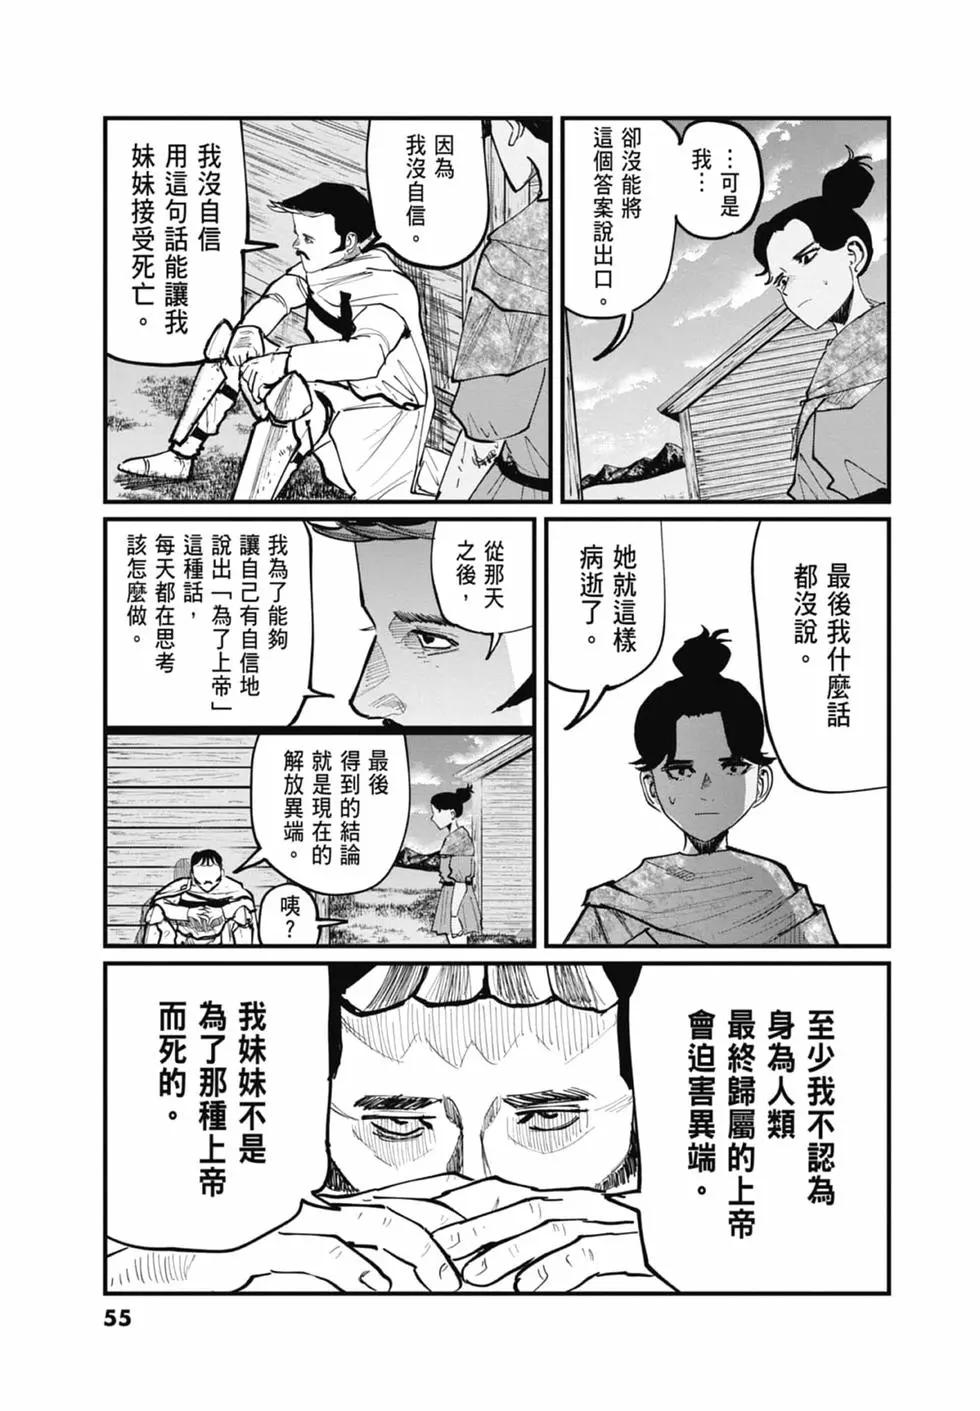 …可是
我…
卻沒能將
這個答案說出口。
因為
我沒自信。
我沒自信
用這句話能讓我
妹妹接受死亡。
最後我什麼話
都沒說。
她就這樣
病逝了。
從那天
之後，
我為了能夠
讓自己有自信地
說出「為了上帝」
這種話，
每天都在思考
該怎麼做。
最後
得到的結論
就是現在的
解放異端。
咦？
至少我不認為
身為人類
最終歸屬的上帝
會迫害異端。
我妹妹不是
為了那種上帝
而死的。
55